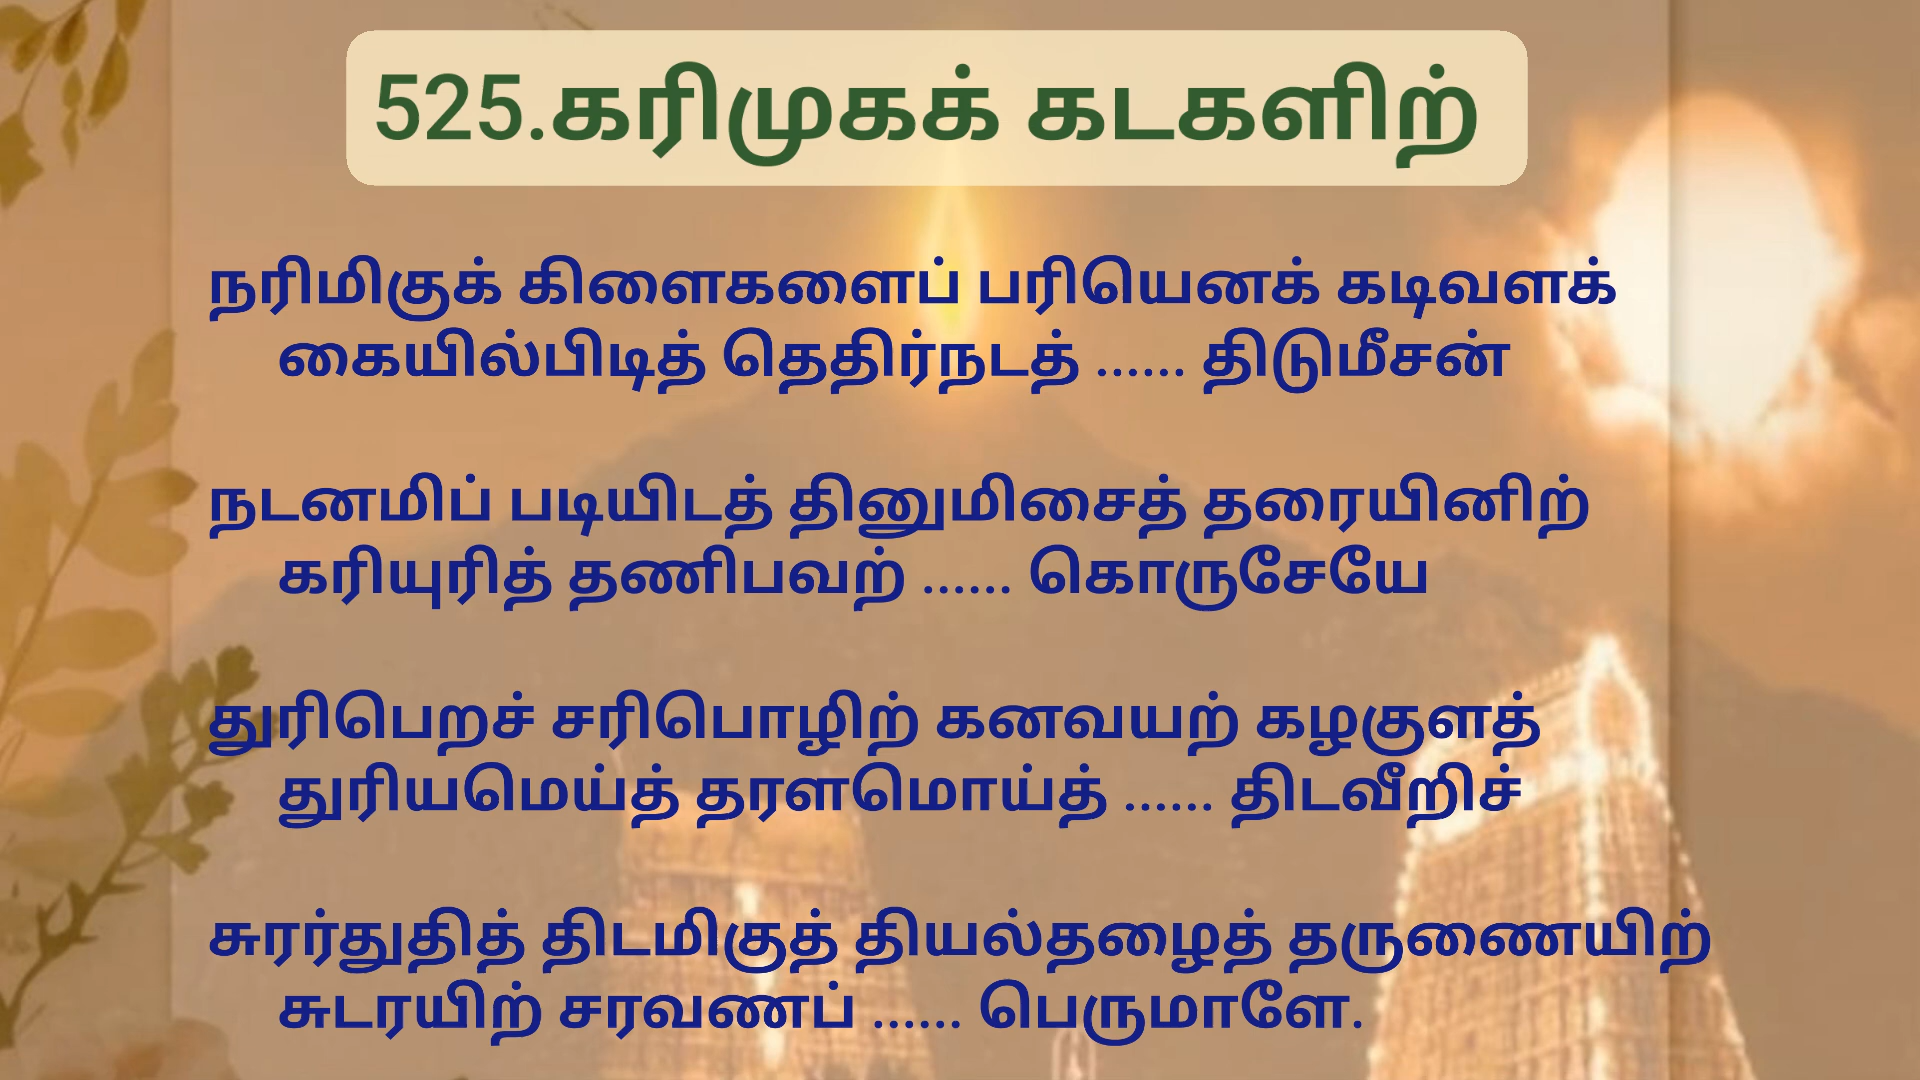 525.கரிமுகக் கடகளிற்
நரிமிகுக் கிளைகளைப் பரியெனக் கடிவளக்
கையில்பிடித் தெதிர்நடத் ...... திடுமீசன்
நடனமிப் படியிடத் தினுமிசைத் தரையினிற்
கரியுரித் தணிபவற் ...... கொருசேயே
துரிபெறச் சரிபொழிற் கனவயற் கழகுளத்
துரியமெய்த் தரளமொய்த் ...... திடவீறிச்
சுரர்துதித் திடமிகுத் தியல்தழைத் தருணையிற்
சுடரயிற் சரவணப் ...... பெருமாளே.